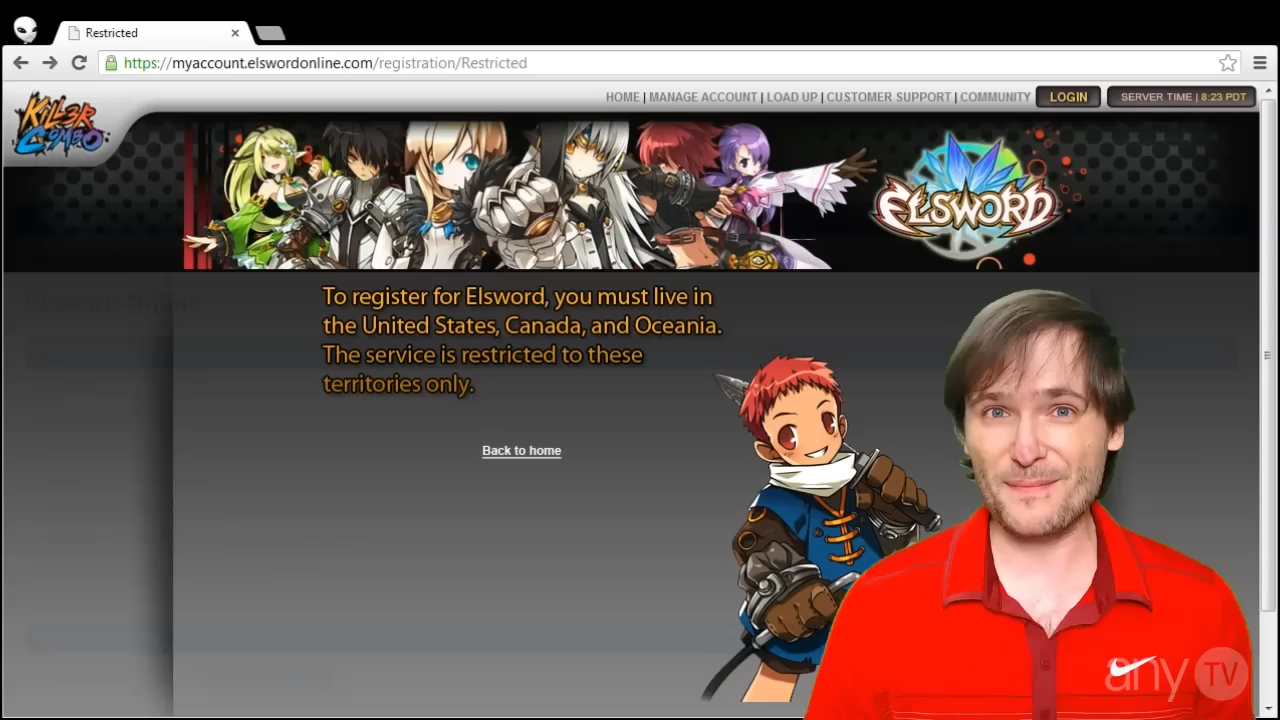 Restricted
https://myaccount.elswordonline.com/registration/Restricted
KILL3R COMBO
HOME | MANAGE ACCOUNT | LOAD UP | CUSTOMER SUPPORT | COMMUNITY LOGIN SERVER TIME | 8:23 PDT
ELSWORD
To register for Elsword, you must live in
the United States, Canada, and Oceania.
The service is restricted to these
territories only.
Back to home
any TV